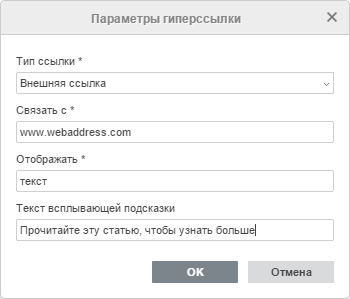 Параметры гиперссылки
Тип ссылки *
Внешняя ссылка
Связать с *
www.webaddress.com
Отображать *
текст
Текст всплывающей подсказки
Прочитайте эту статью, чтобы узнать больше
OK Отмена